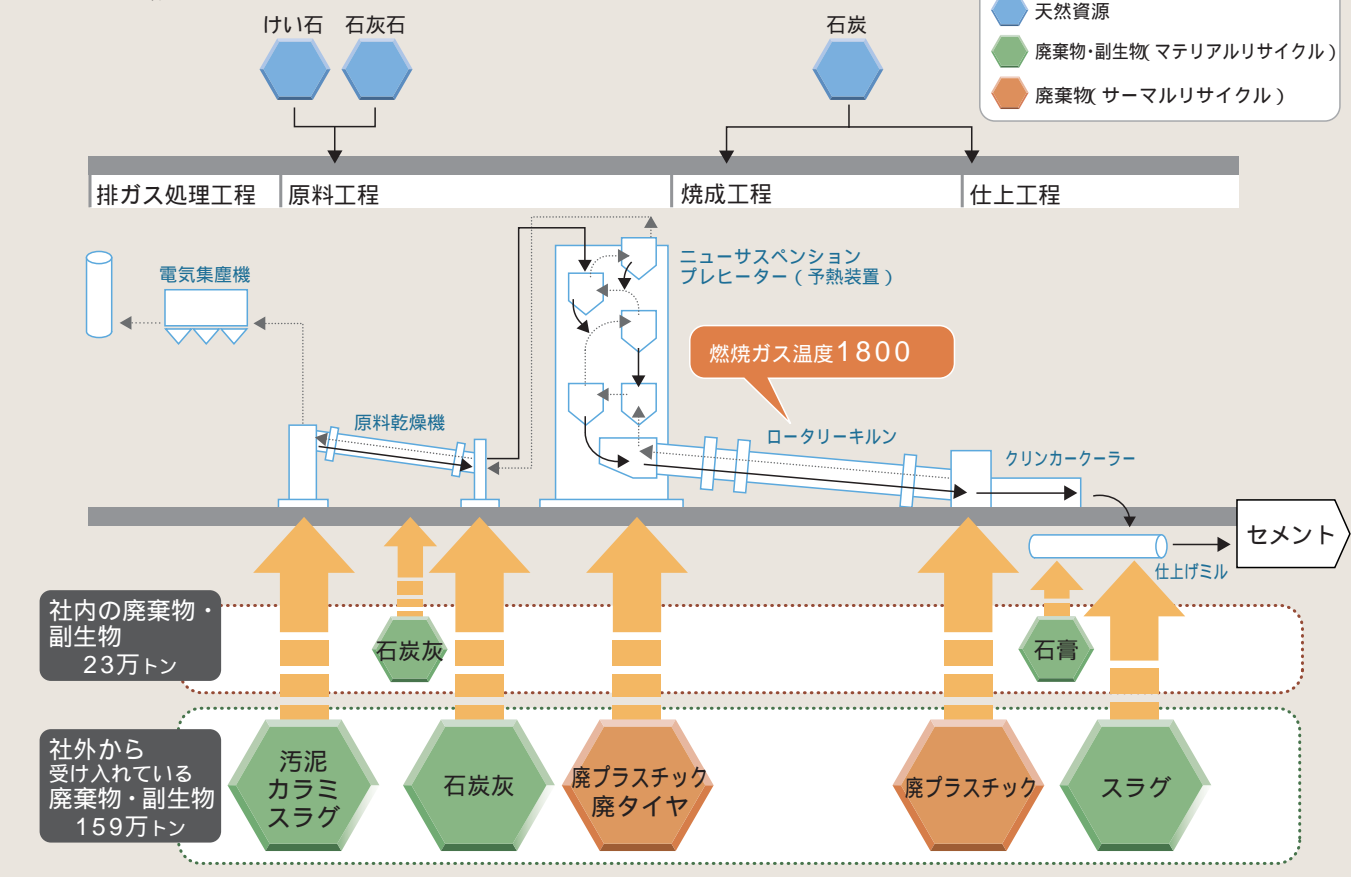 けい石
石灰石
石炭
天然資源
廃棄物・副生物(マテリアルリサイクル)
廃棄物(サーマルリサイクル)
排ガス処理工程
原料工程
焼成工程
仕上工程
電気集塵機
ニューサスペンション
プレヒーター(予熱装置)
燃焼ガス温度1800
原料乾燥機
ロータリーキルン
クリンカークーラー
セメント
仕上げミル
社内の廃棄物・
副生物
23万トン
石炭灰
石膏
社外から
受け入れている
廃棄物・副生物
159万トン
汚泥
カラミ
スラグ
石炭灰
廃プラスチック
廃タイヤ
廃プラスチック
スラグ